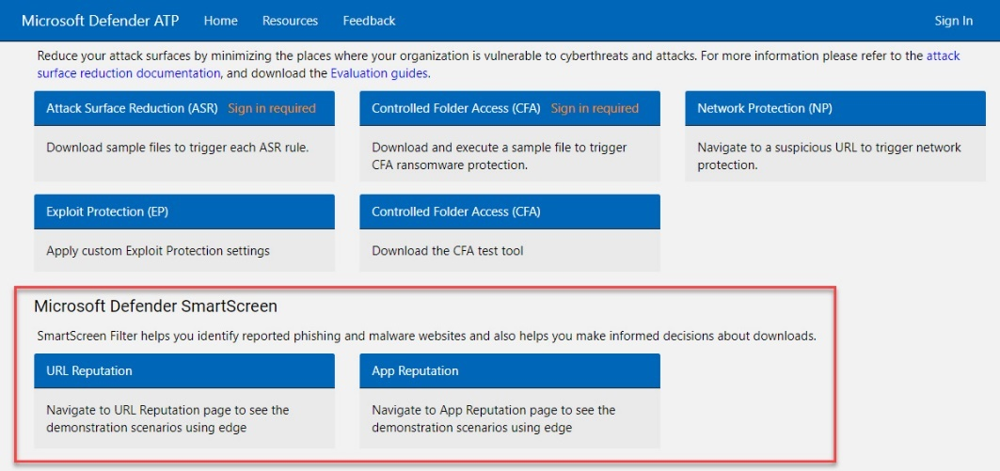 Microsoft Defender ATP Home Resources Feedback Sign In
Reduce your attack surfaces by minimizing the places where your organization is vulnerable to cyberthreats and attacks. For more information please refer to the attack
surface reduction documentation, and download the Evaluation guides.
Attack Surface Reduction (ASR) Sign in required
Download sample files to trigger each ASR rule.
Controlled Folder Access (CFA) Sign in required
Download and execute a sample file to trigger
CFA ransomware protection.
Network Protection (NP)
Navigate to a suspicious URL to trigger network
protection.
Exploit Protection (EP)
Apply custom Exploit Protection settings
Controlled Folder Access (CFA)
Download the CFA test tool
Microsoft Defender SmartScreen
SmartScreen Filter helps you identify reported phishing and malware websites and also helps you make informed decisions about downloads.
URL Reputation
Navigate to URL Reputation page to see the
demonstration scenarios using edge
App Reputation
Navigate to App Reputation page to see the
demonstration scenarios using edge